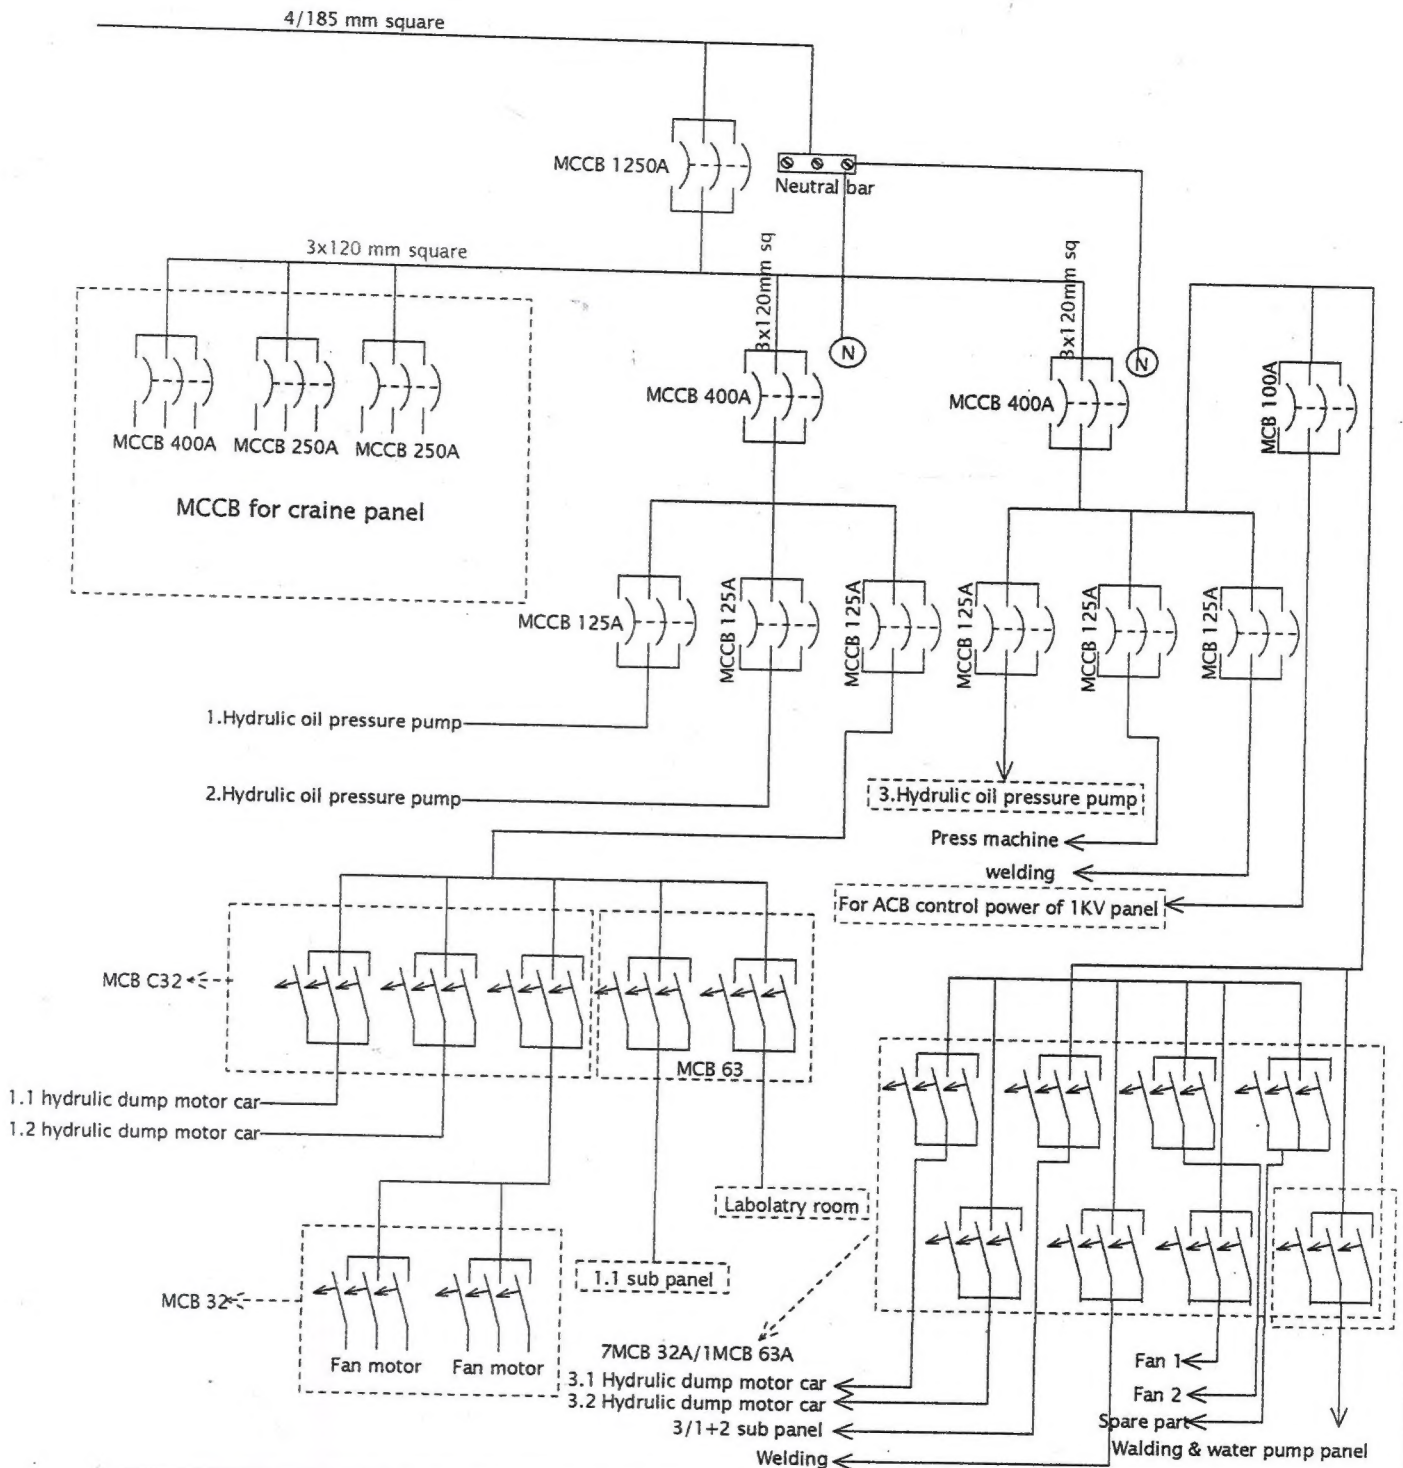 4/185 mm square
MCCB 1250A
Neutral bar
3x120 mm square
3x120mm sq
3x120mm sq
N
N
MCCB 400A
MCCB 400A
MCB 100A
MCCB 400A
MCCB 250A
MCCB 250A
MCCB for craine panel
MCCB 125A
MCCB 125A
MCCB 125A
MCCB 125A
MCCB 125A
MCB 125A
1.Hydrulic oil pressure pump
2.Hydrulic oil pressure pump
3.Hydrulic oil pressure pump
Press machine
welding
For ACB control power of 1KV panel
MCB C32
MCB 63
1.1 hydrulic dump motor car
1.2 hydrulic dump motor car
Labolatry room
1.1 sub panel
MCB 32
Fan motor
Fan motor
7MCB 32A/1MCB 63A
3.1 Hydrulic dump motor car
3.2 Hydrulic dump motor car
3/1+2 sub panel
Welding
Fan 1
Fan 2
Spare part
Walding & water pump panel